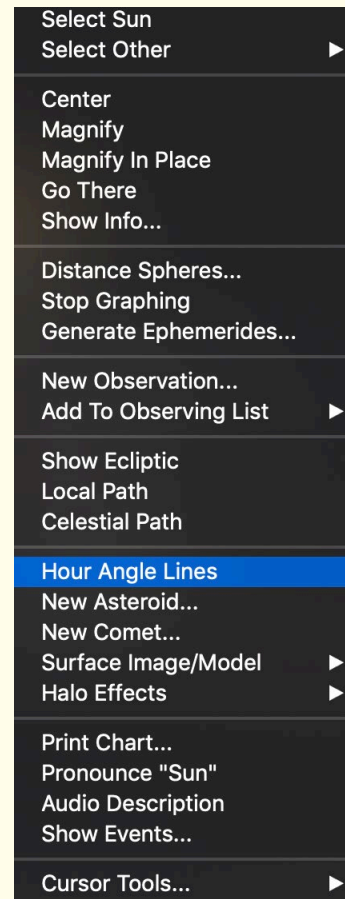 Select Sun
Select Other
Center
Magnify
Magnify In Place
Go There
Show Info...
Distance Spheres...
Stop Graphing
Generate Ephemerides...
New Observation...
Add To Observing List
Show Ecliptic
Local Path
Celestial Path
Hour Angle Lines
New Asteroid...
New Comet...
Surface Image/Model
Halo Effects
Print Chart...
Pronounce "Sun"
Audio Description
Show Events...
Cursor Tools...